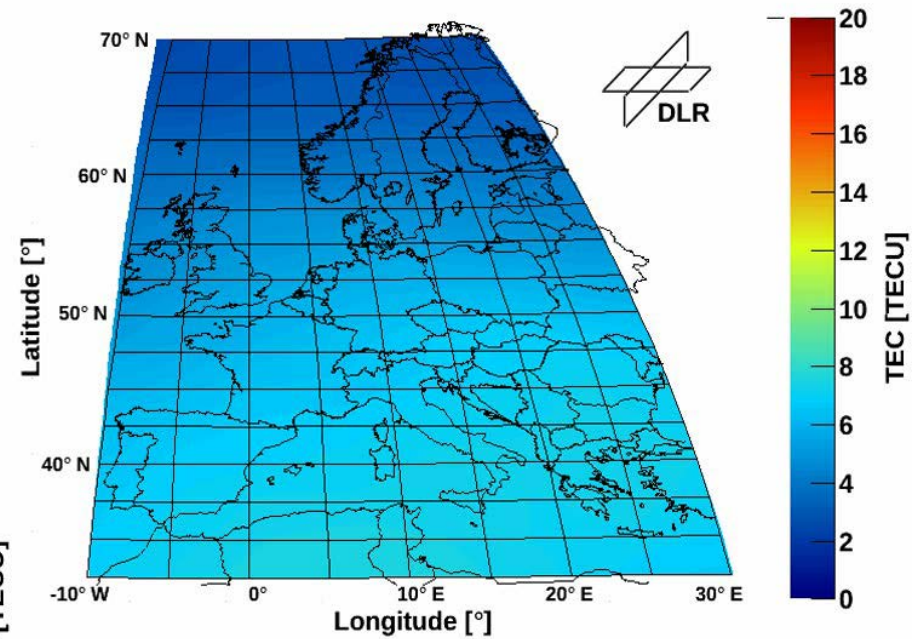 70° N
60° N
50° N
40° N
Latitude [°]
-10° W
0°
10° E
20° E
30° E
Longitude [°]
DLR
20
18
16
14
12
10
8
6
4
2
0
TEC [TECU]